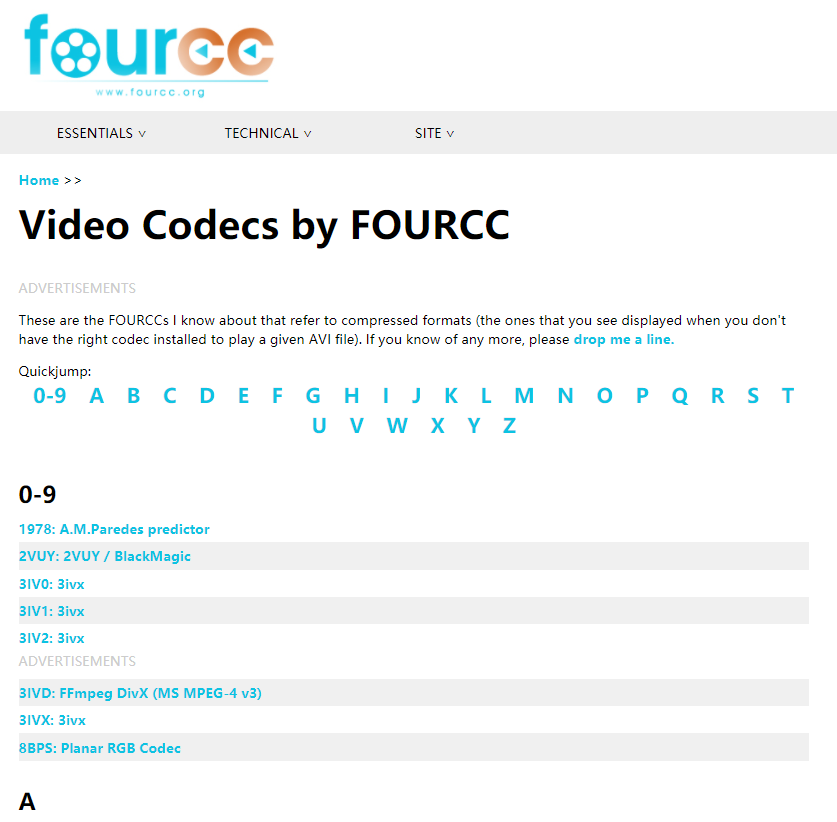 fourcc
www.fourcc.org
ESSENTIALS ˅ TECHNICAL ˅ SITE ˅
Home >>
Video Codecs by FOURCC
ADVERTISEMENTS
These are the FOURCCs I know about that refer to compressed formats (the ones that you see displayed when you don't
have the right codec installed to play a given AVI file). If you know of any more, please drop me a line.
Quickjump:
0-9 A B C D E F G H I J K L M N O P Q R S T
U V W X Y Z
0-9
1978: A.M.Paredes predictor
2VUY: 2VUY / BlackMagic
3IV0: 3ivx
3IV1: 3ivx
3IV2: 3ivx
ADVERTISEMENTS
3IVD: FFmpeg DivX (MS MPEG-4 v3)
3IVX: 3ivx
8BPS: Planar RGB Codec
A